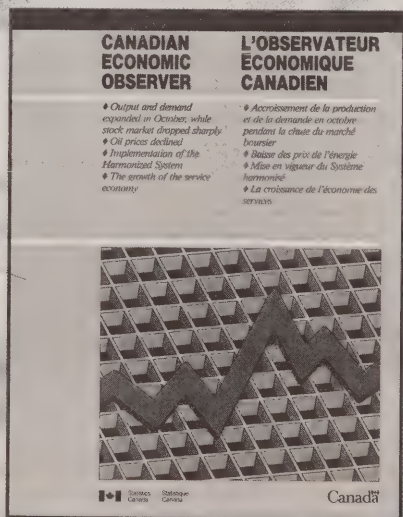 CANADIAN
ECONOMIC
OBSERVER
♦ Output and demand
expanded in October, while
stock market dropped sharply
♦ Oil prices declined
♦ Implementation of the
Harmonized System
♦ The growth of the service
economy
L'OBSERVATEUR
ÉCONOMIQUE
CANADIEN
♦ Accroissement de la production
et de la demande en octobre
pendant la chute du marché
boursier
♦ Baisse des prix de l'énergie
♦ Mise en vigueur du Système
harmonisé
♦ La croissance de l'économie des
services
Statistics
Canada
Statistique
Canada
Canada